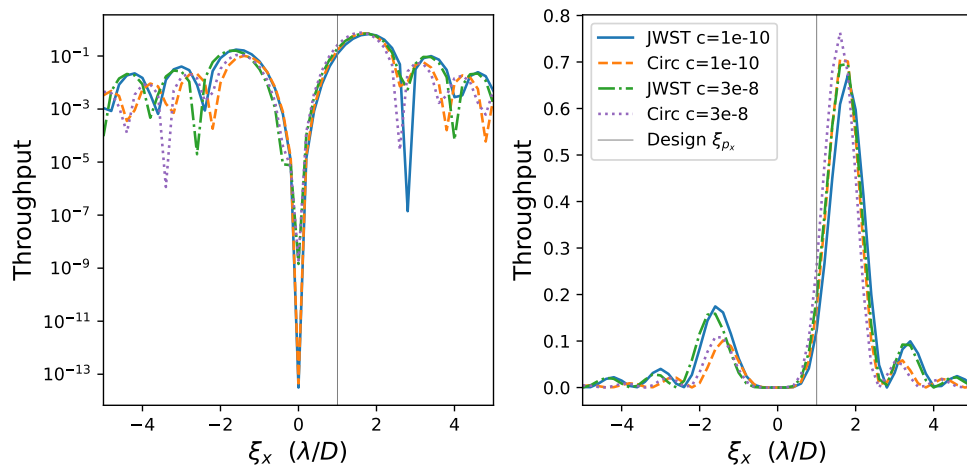 10⁻¹
10⁻³
10⁻⁵
10⁻⁷
10⁻⁹
10⁻¹¹
10⁻¹³
Throughput
−4
−2
0
2
4
ξₓ (λ/D)
0.8
0.7
0.6
0.5
0.4
0.3
0.2
0.1
0.0
Throughput
JWST c=1e-10
Circ c=1e-10
JWST c=3e-8
Circ c=3e-8
Design ξ_{pₓ}
−4
−2
0
2
4
ξₓ (λ/D)